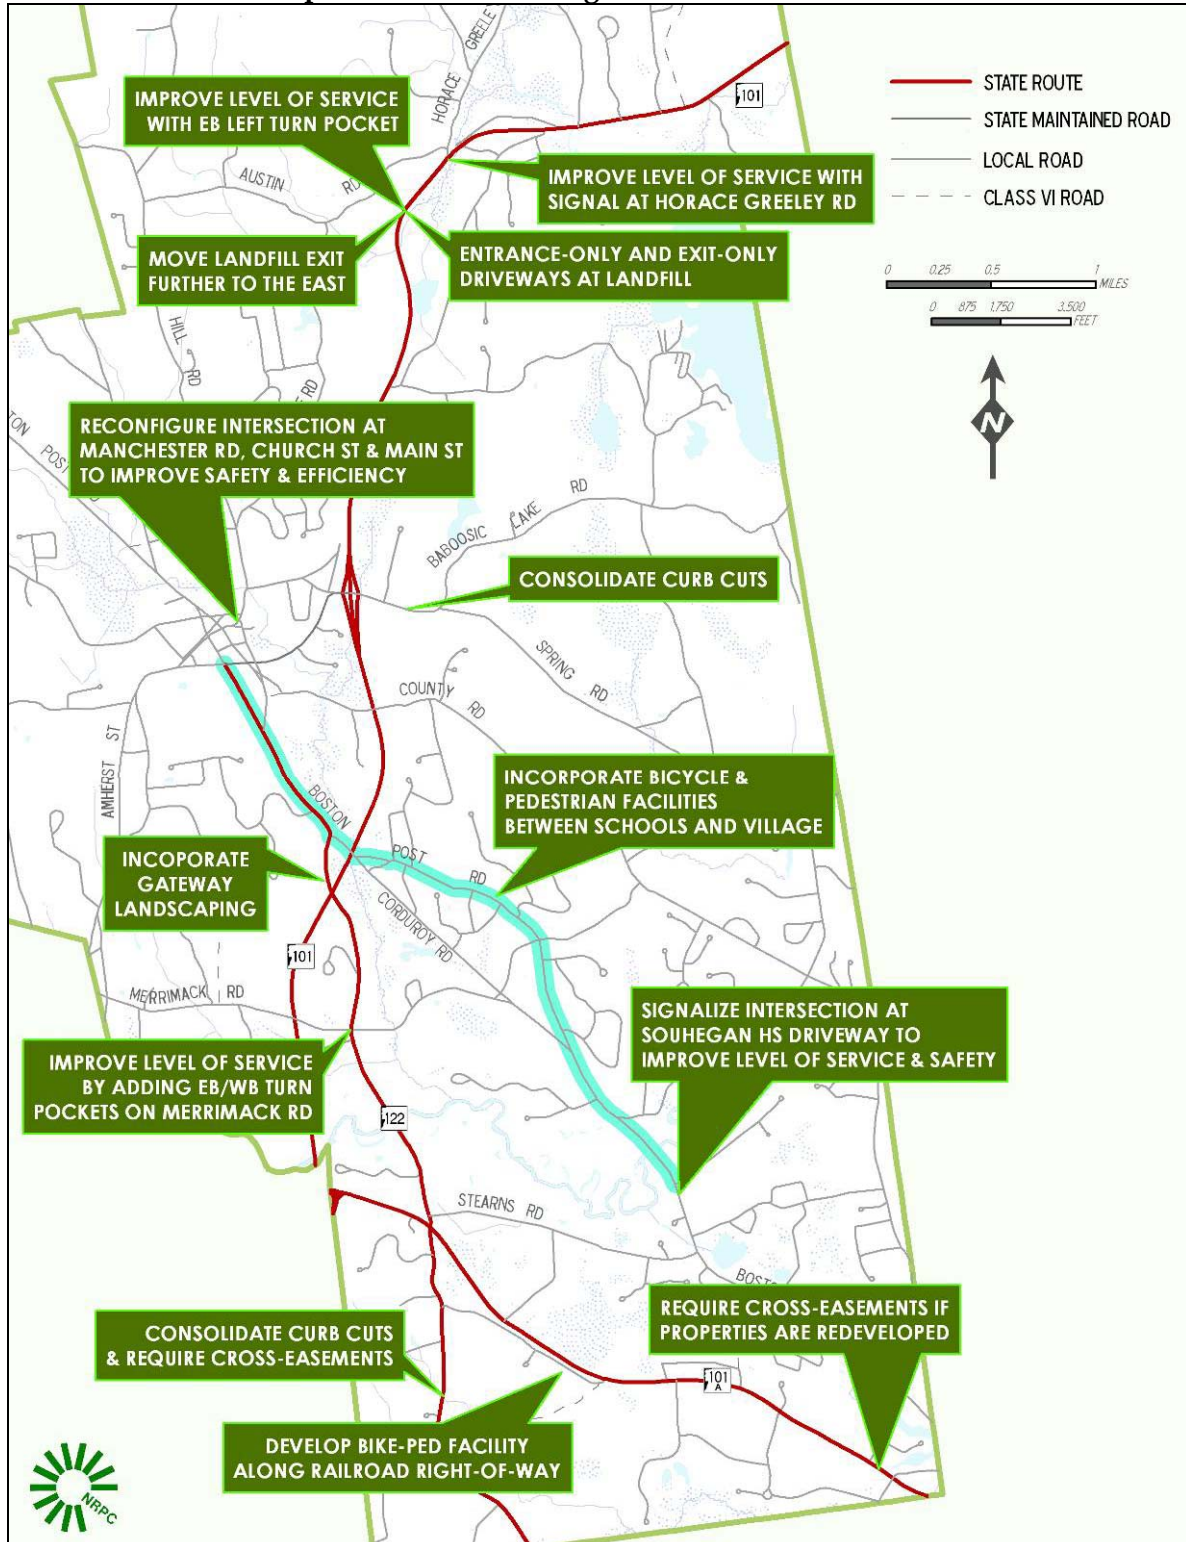 GREELEY
HORACE
101
STATE ROUTE
STATE MAINTAINED ROAD
LOCAL ROAD
CLASS VI ROAD
0 0.25 0.5 1
MILES
0 875 1,750 3,500
FEET
N
IMPROVE LEVEL OF SERVICE
WITH EB LEFT TURN POCKET
AUSTIN RD
IMPROVE LEVEL OF SERVICE WITH
SIGNAL AT HORACE GREELEY RD
MOVE LANDFILL EXIT
FURTHER TO THE EAST
ENTRANCE-ONLY AND EXIT-ONLY
DRIVEWAYS AT LANDFILL
HILL RD
RD
TON POST
RECONFIGURE INTERSECTION AT
MANCHESTER RD, CHURCH ST & MAIN ST
TO IMPROVE SAFETY & EFFICIENCY
BABOOSIC LAKE RD
CONSOLIDATE CURB CUTS
SPRING RD
COUNTY RD
AMHERST ST
BOSTON POST RD
INCORPORATE BICYCLE &
PEDESTRIAN FACILITIES
BETWEEN SCHOOLS AND VILLAGE
INCOPORATE
GATEWAY
LANDSCAPING
CORDUROY RD
101
MERRIMACK RD
SIGNALIZE INTERSECTION AT
SOUHEGAN HS DRIVEWAY TO
IMPROVE LEVEL OF SERVICE & SAFETY
IMPROVE LEVEL OF SERVICE
BY ADDING EB/WB TURN
POCKETS ON MERRIMACK RD
122
STEARNS RD
BOST
REQUIRE CROSS-EASEMENTS IF
PROPERTIES ARE REDEVELOPED
CONSOLIDATE CURB CUTS
& REQUIRE CROSS-EASEMENTS
101
A
DEVELOP BIKE-PED FACILITY
ALONG RAILROAD RIGHT-OF-WAY
NRPC